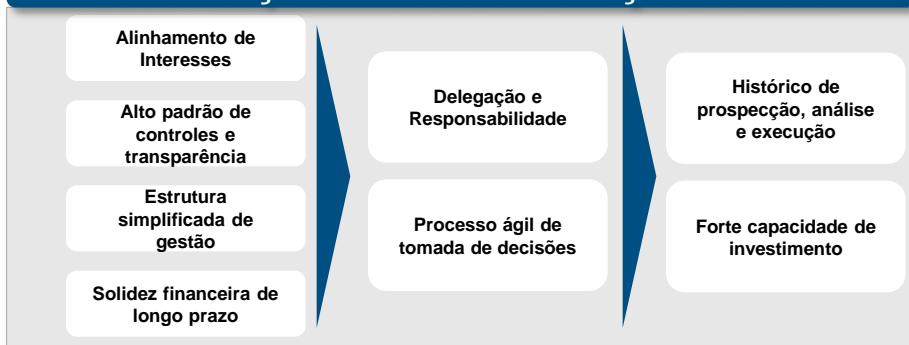 Alinhamento de
Interesses
Alto padrão de
controles e
transparência
Estrutura
simplificada de
gestão
Solidez financeira de
longo prazo
Delegação e
Responsabilidade
Processo ágil de
tomada de decisões
Histórico de
prospecção, análise
e execução
Forte capacidade de
investimento